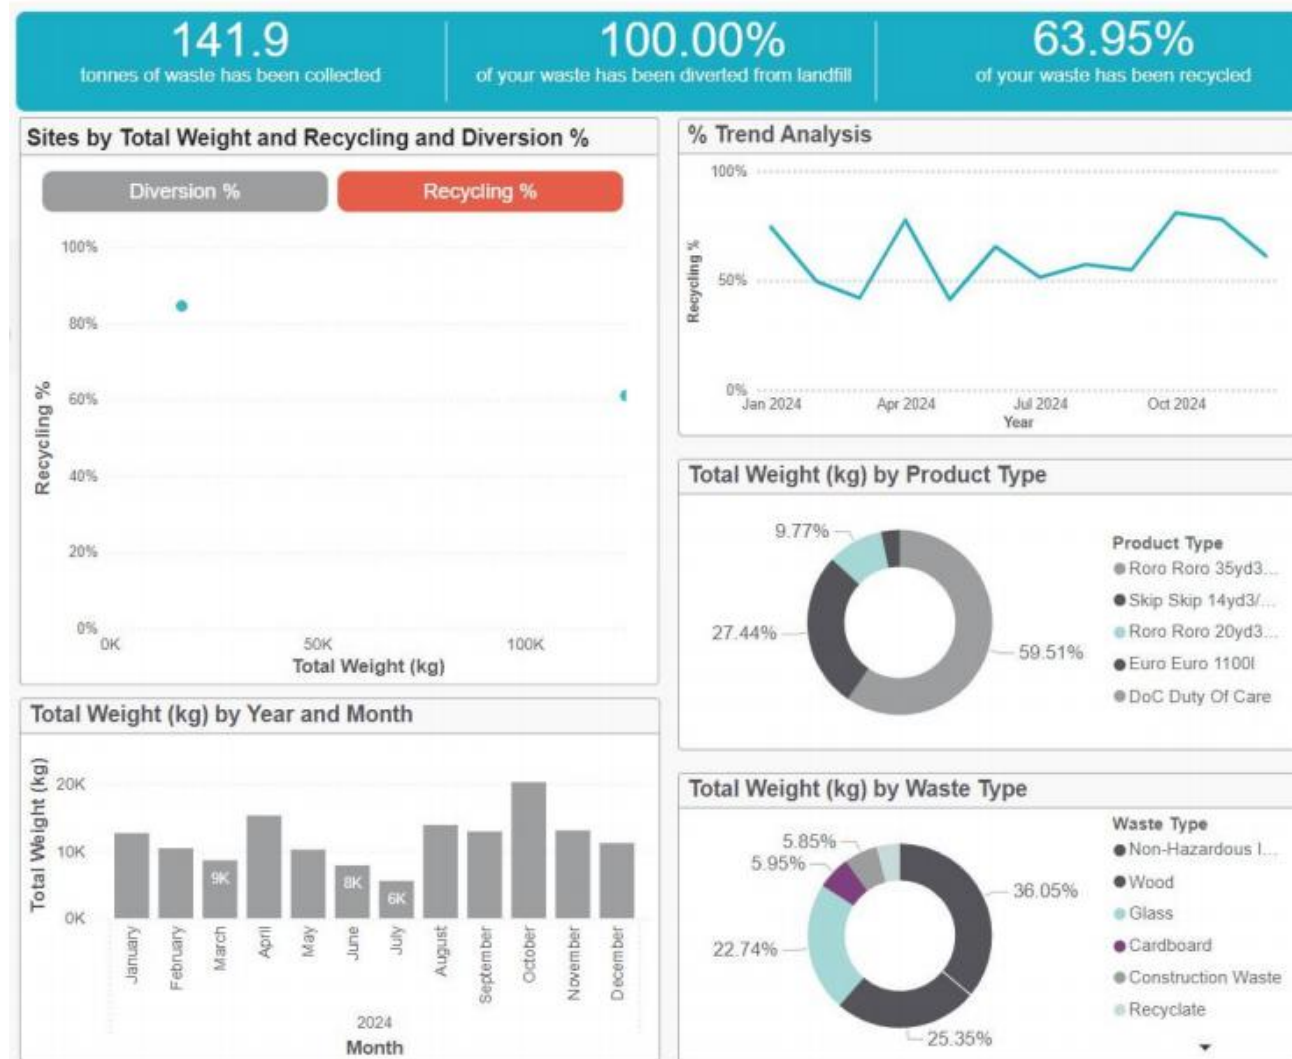 141.9
tonnes of waste has been collected
100.00%
of your waste has been diverted from landfill
63.95%
of your waste has been recycled
Sites by Total Weight and Recycling and Diversion %
Diversion %
Recycling %
100%
80%
60%
40%
20%
0%
Recycling %
0K
50K
100K
Total Weight (kg)
% Trend Analysis
100%
50%
0%
Recycling %
Jan 2024
Apr 2024
Jul 2024
Oct 2024
Year
Total Weight (kg) by Product Type
9.77%
27.44%
59.51%
Product Type
Roro Roro 35yd3...
Skip Skip 14yd3/...
Roro Roro 20yd3...
Euro Euro 1100l
DoC Duty Of Care
Total Weight (kg) by Year and Month
Total Weight (kg)
20K
10K
0K
9K
8K
6K
January
February
March
April
May
June
July
August
September
October
November
December
2024
Month
Total Weight (kg) by Waste Type
5.85%
5.95%
22.74%
36.05%
25.35%
Waste Type
Non-Hazardous I...
Wood
Glass
Cardboard
Construction Waste
Recyclate